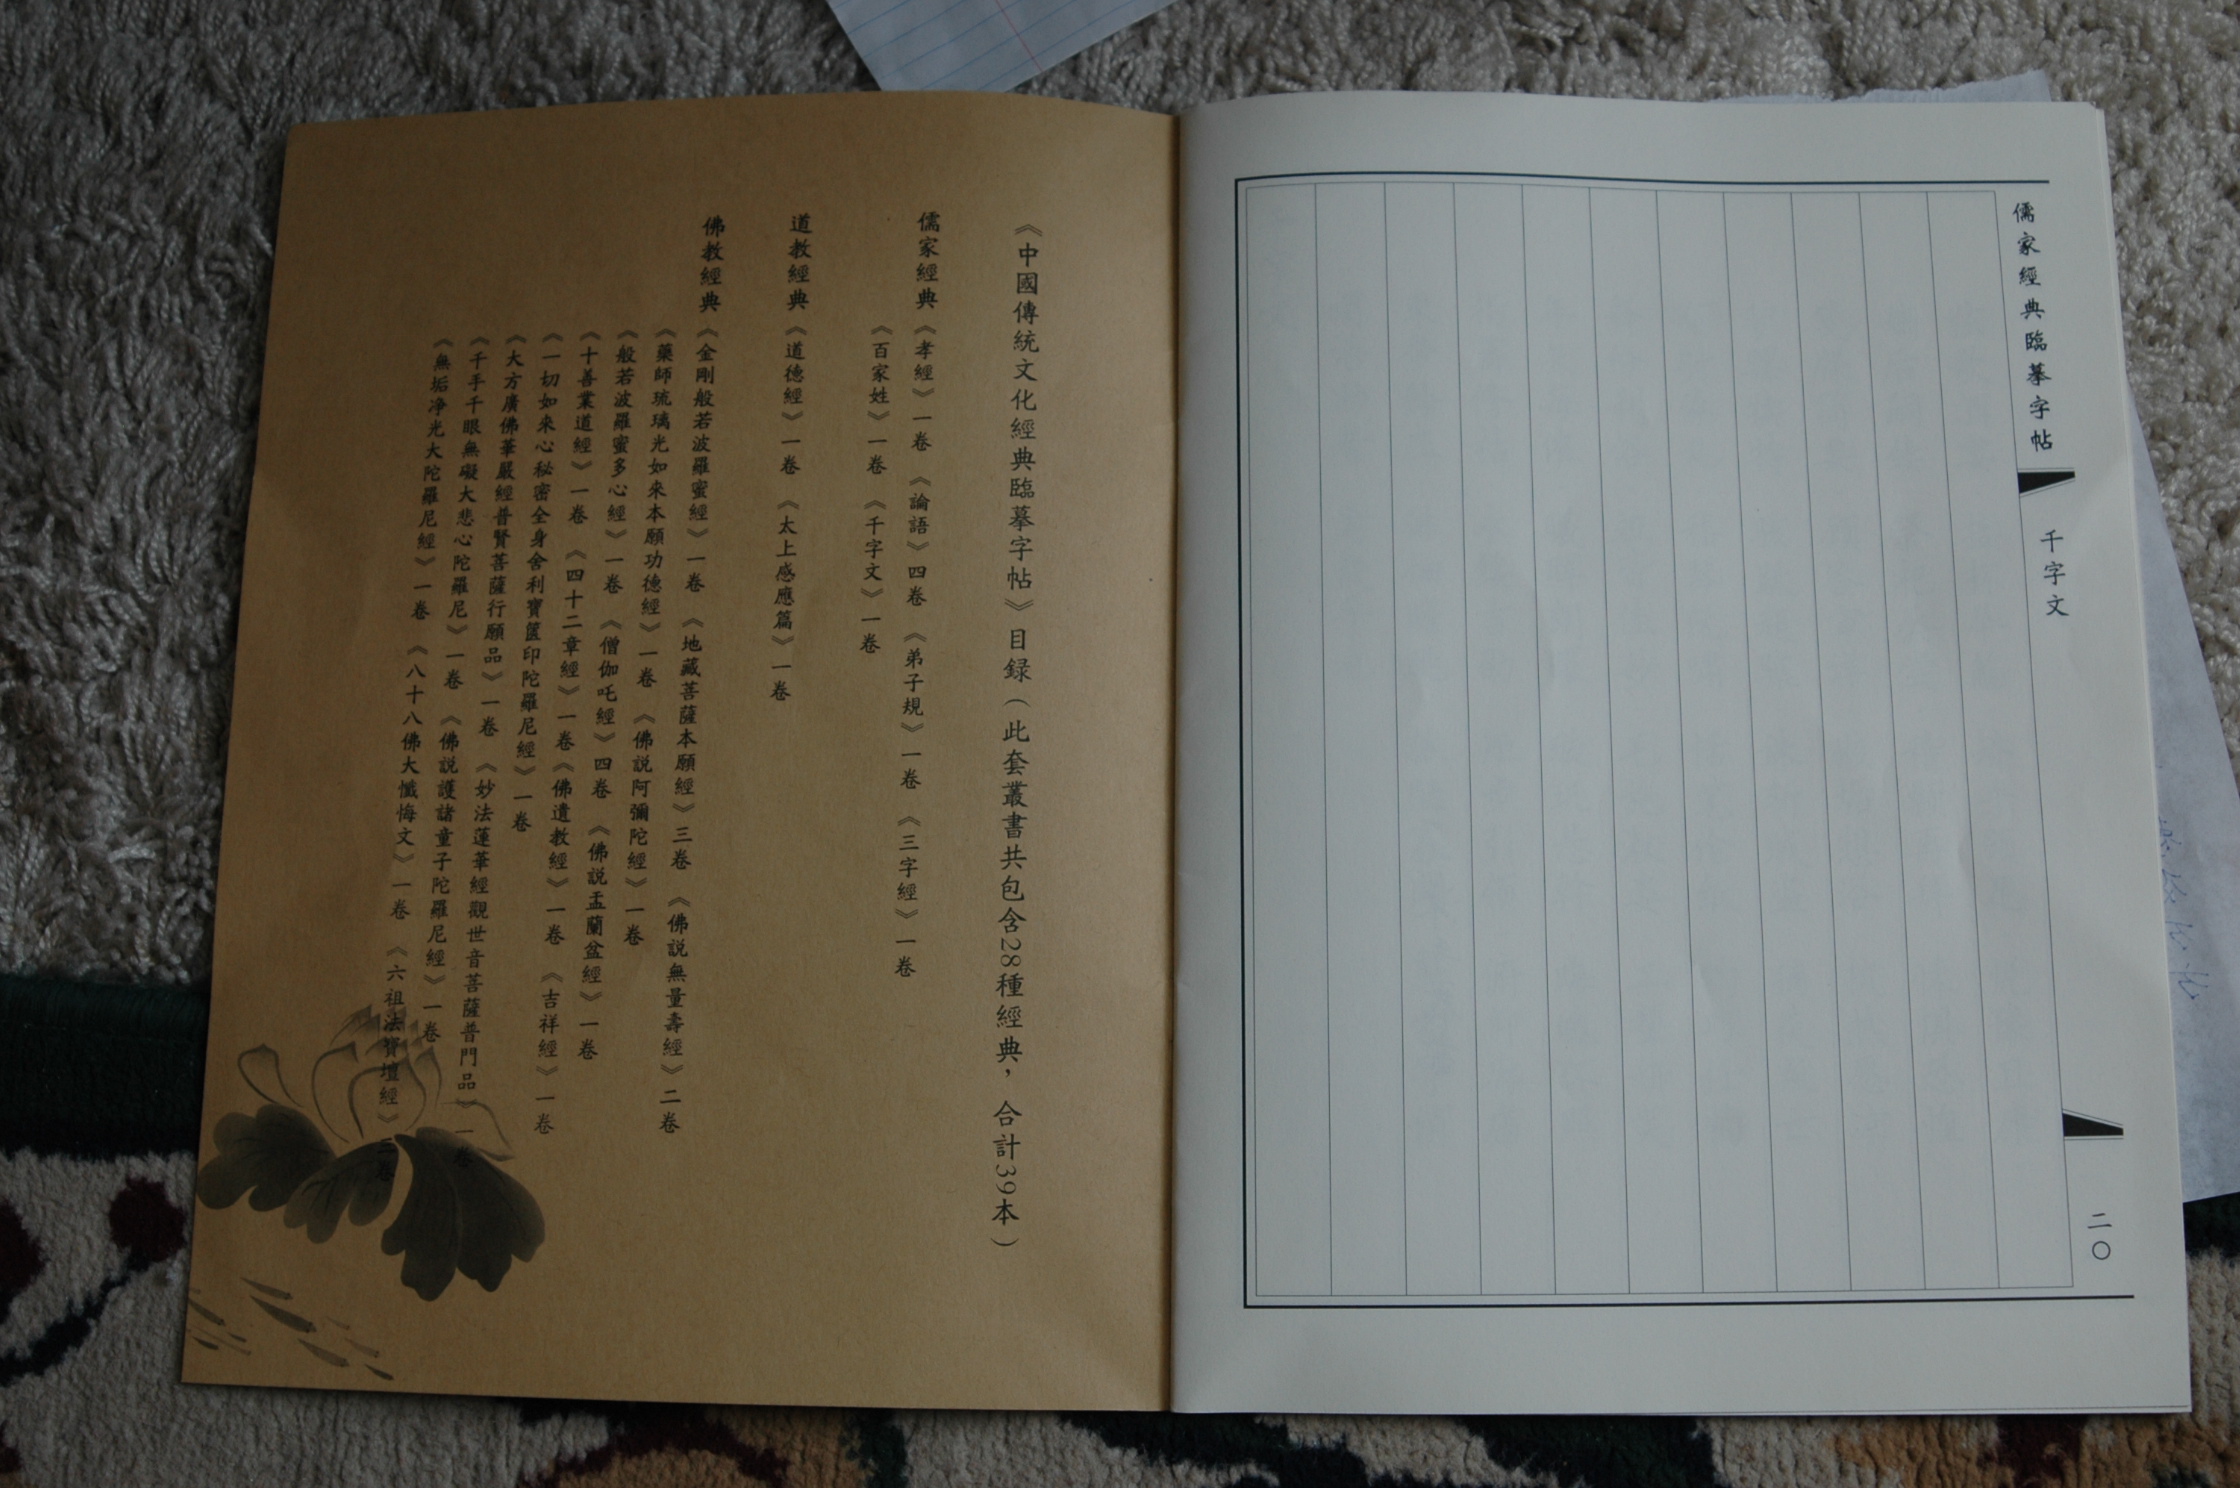 儒家經典臨摹字帖
千字文
二〇
《中國傳統文化經典臨摹字帖》目録（此套叢書共包含28種經典，合計39本）
儒家經典《孝經》一卷《論語》四卷《弟子規》一卷《三字經》一卷
《百家姓》一卷《千字文》一卷
道教經典《道德經》一卷《太上感應篇》一卷
佛教經典《金剛般若波羅蜜經》一卷《地藏菩薩本願經》三卷《佛説無量壽經》二卷
《藥師琉璃光如來本願功德經》一卷《佛説阿彌陀經》一卷
《般若波羅蜜多心經》一卷《僧伽吒經》四卷《佛説盂蘭盆經》一卷
《十善業道經》一卷《四十二章經》一卷《佛遺教經》一卷《吉祥經》一卷
《一切如來心秘密全身舍利寶篋印陀羅尼經》一卷
《大方廣佛華嚴經普賢菩薩行願品》一卷《妙法蓮華經觀世音菩薩普門品》一卷
《千手千眼無礙大悲心陀羅尼》一卷《佛説護諸童子陀羅尼經》一卷
《無垢净光大陀羅尼經》一卷《八十八佛大懺悔文》一卷《六祖法寶壇經》三卷